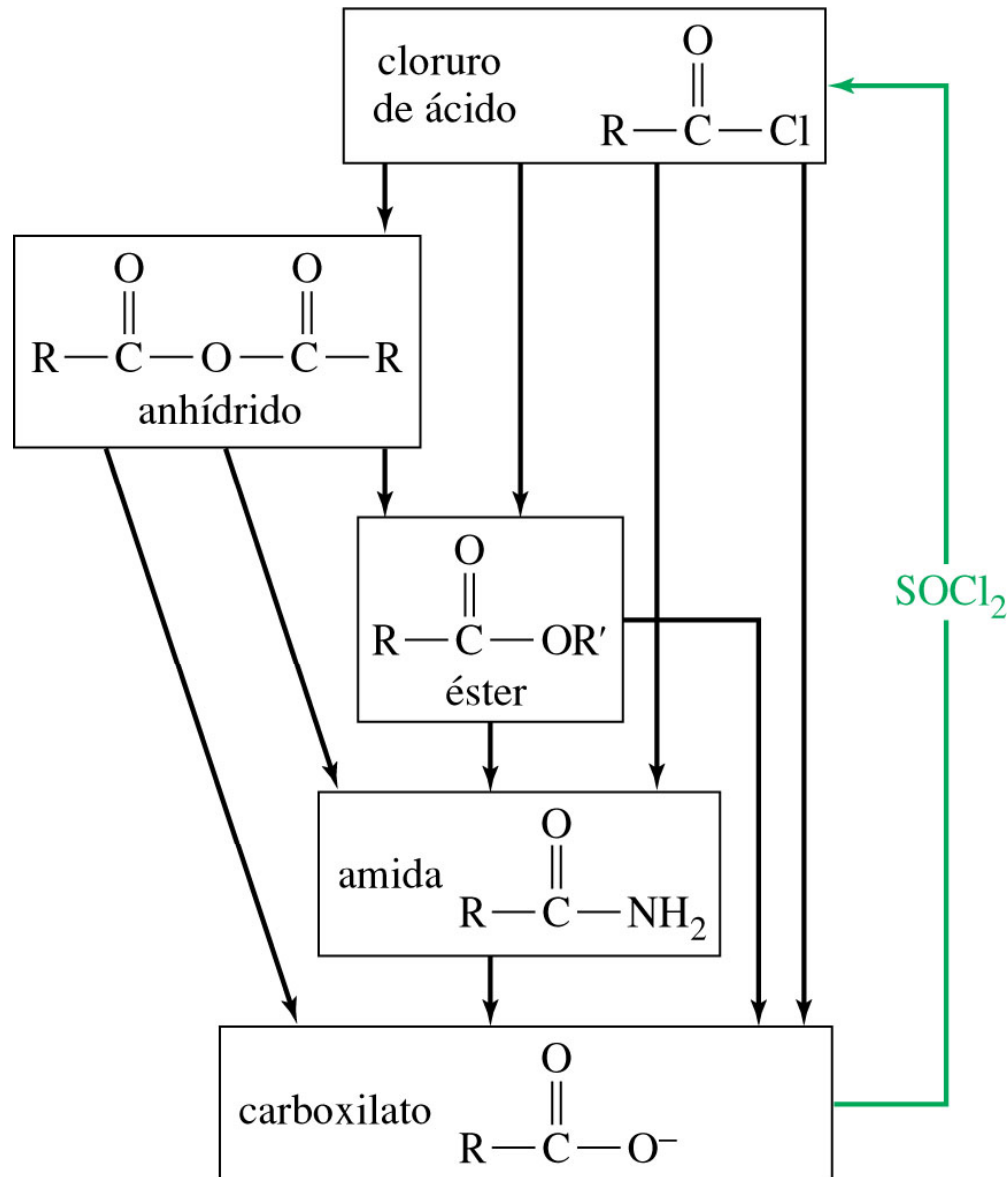 cloruro
de ácido
O
R—C—Cl
O O
R—C—O—C—R
anhídrido
O
R—C—OR′
éster
SOCl₂
amida
O
R—C—NH₂
carboxilato
O
R—C—O⁻